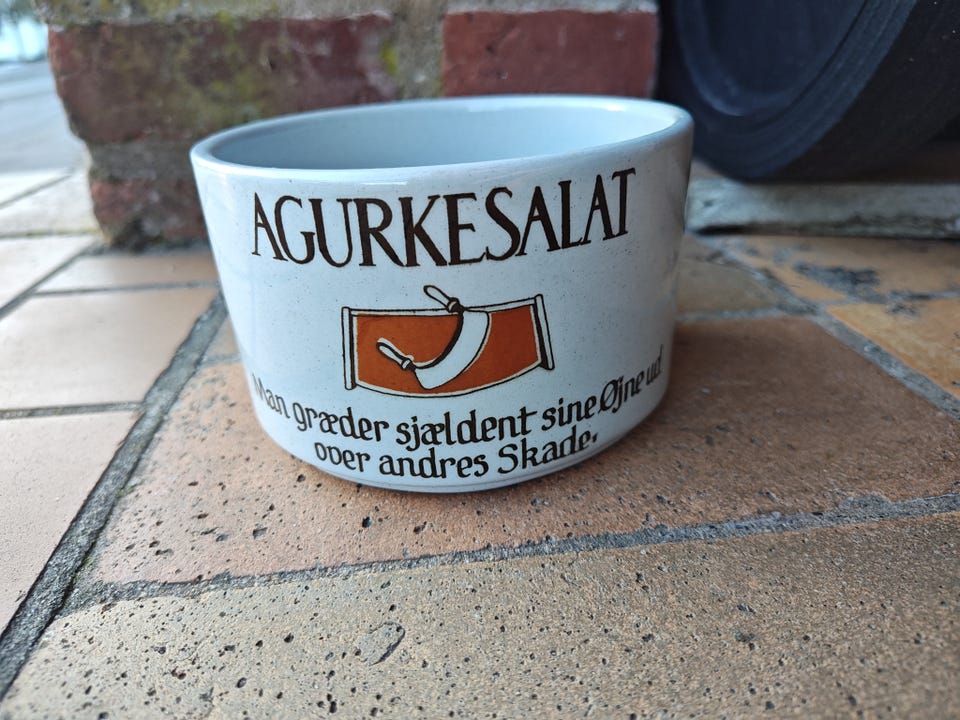 AGURKESALAT
Man græder sjældent sine Øjne ud
over andres Skade.